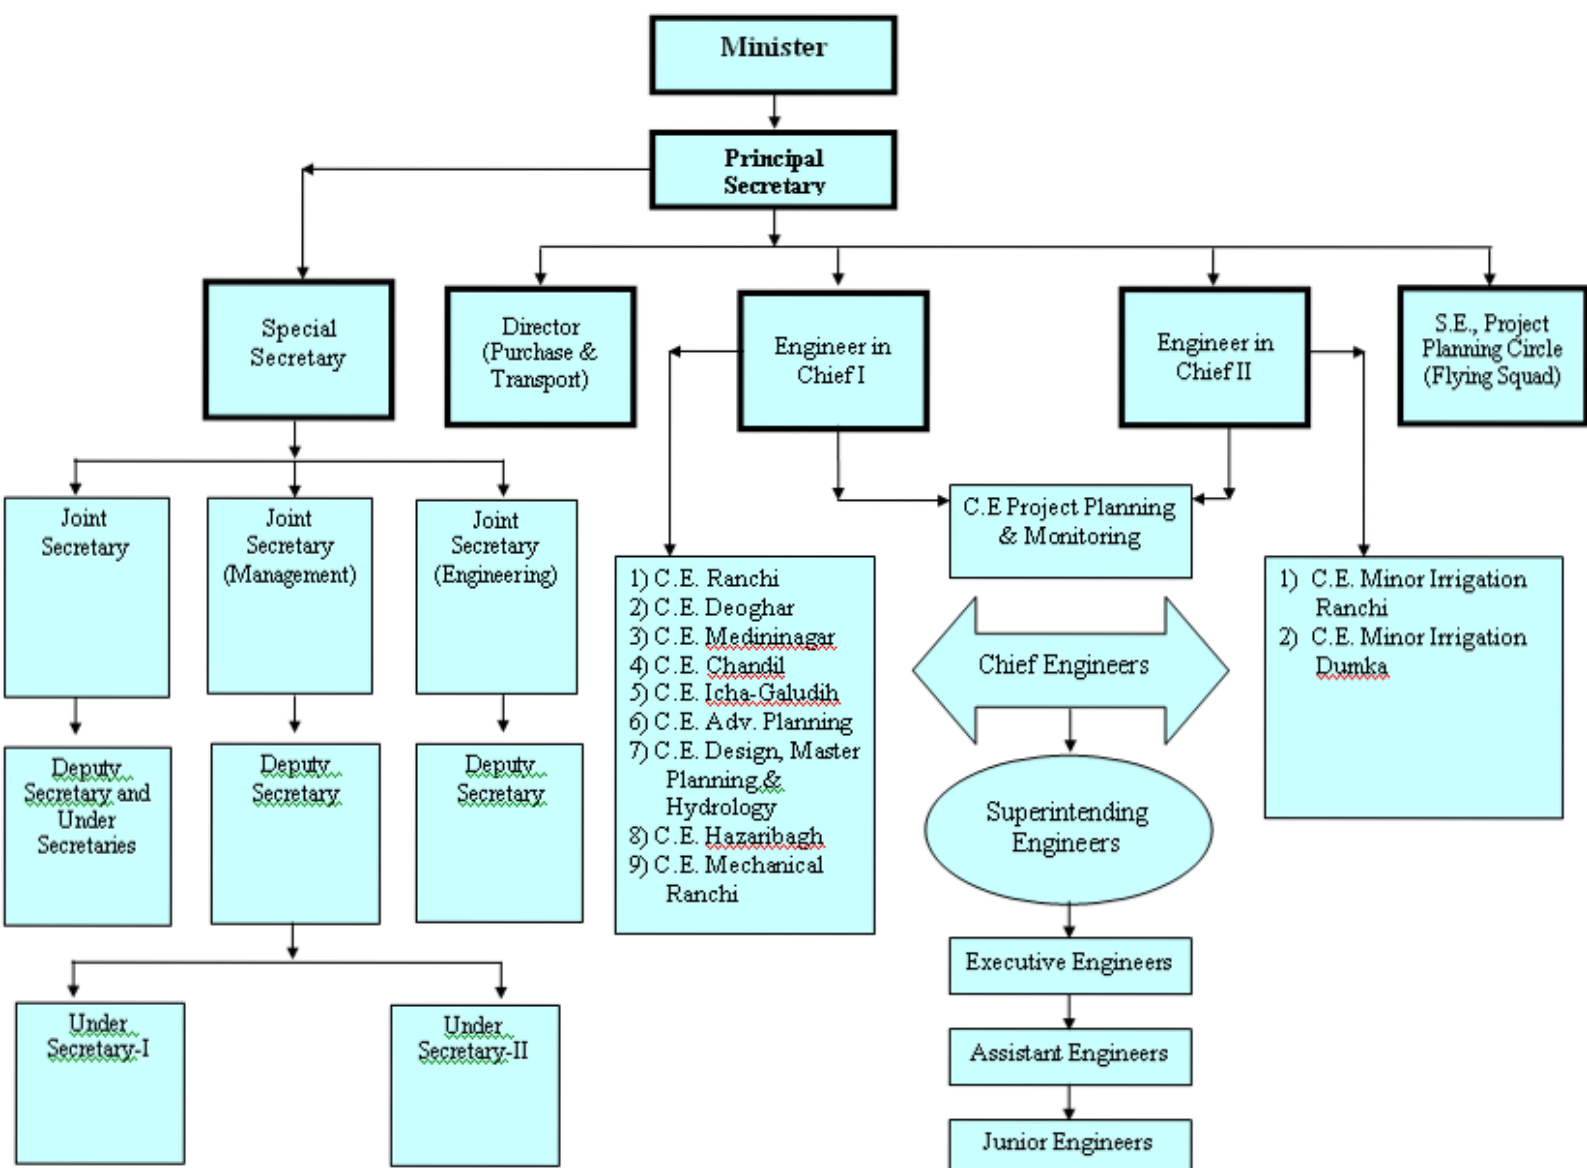 Minister
Principal
Secretary
Special
Secretary
Director
(Purchase &
Transport)
Engineer in
Chief I
Engineer in
Chief II
S.E., Project
Planning Circle
(Flying Squad)
Joint
Secretary
Joint
Secretary
(Management)
Joint
Secretary
(Engineering)
C.E Project Planning
& Monitoring
1) C.E. Ranchi
2) C.E. Deoghar
3) C.E. Medininagar
4) C.E. Chandil
5) C.E. Icha-Galudih
6) C.E. Adv. Planning
7) C.E. Design, Master
Planning &
Hydrology
8) C.E. Hazaribagh
9) C.E. Mechanical
Ranchi
1) C.E. Minor Irrigation
Ranchi
2) C.E. Minor Irrigation
Dumka
Chief Engineers
Deputy
Secretary and
Under
Secretaries
Deputy
Secretary
Deputy
Secretary
Superintending
Engineers
Executive Engineers
Under
Secretary-I
Under
Secretary-II
Assistant Engineers
Junior Engineers